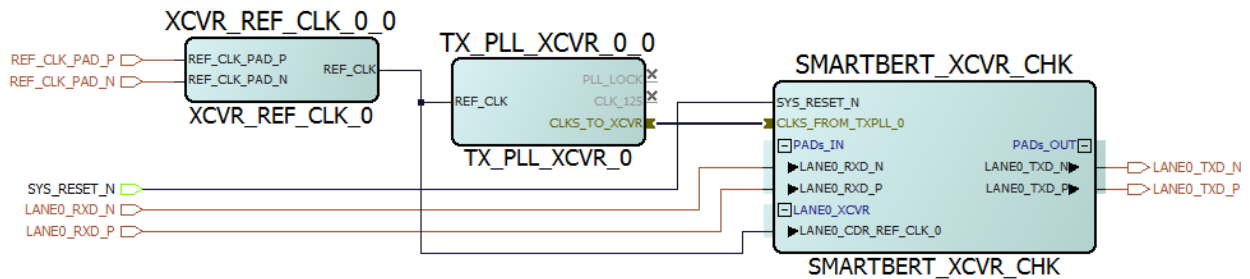 XCVR_REF_CLK_0_0
REF_CLK_PAD_P
REF_CLK_PAD_N
REF_CLK_PAD_P
REF_CLK_PAD_N
REF_CLK
XCVR_REF_CLK_0
TX_PLL_XCVR_0_0
PLL_LOCK
CLK_125
REF_CLK
CLKS_TO_XCVR
TX_PLL_XCVR_0
SMARTBERT_XCVR_CHK
SYS_RESET_N
CLKS_FROM_TXPLL_0
PADs_IN
PADs_OUT
LANE0_RXD_N
LANE0_TXD_N
LANE0_RXD_P
LANE0_TXD_P
LANE0_XCVR
LANE0_CDR_REF_CLK_0
SMARTBERT_XCVR_CHK
SYS_RESET_N
LANE0_RXD_N
LANE0_RXD_P
LANE0_TXD_N
LANE0_TXD_P